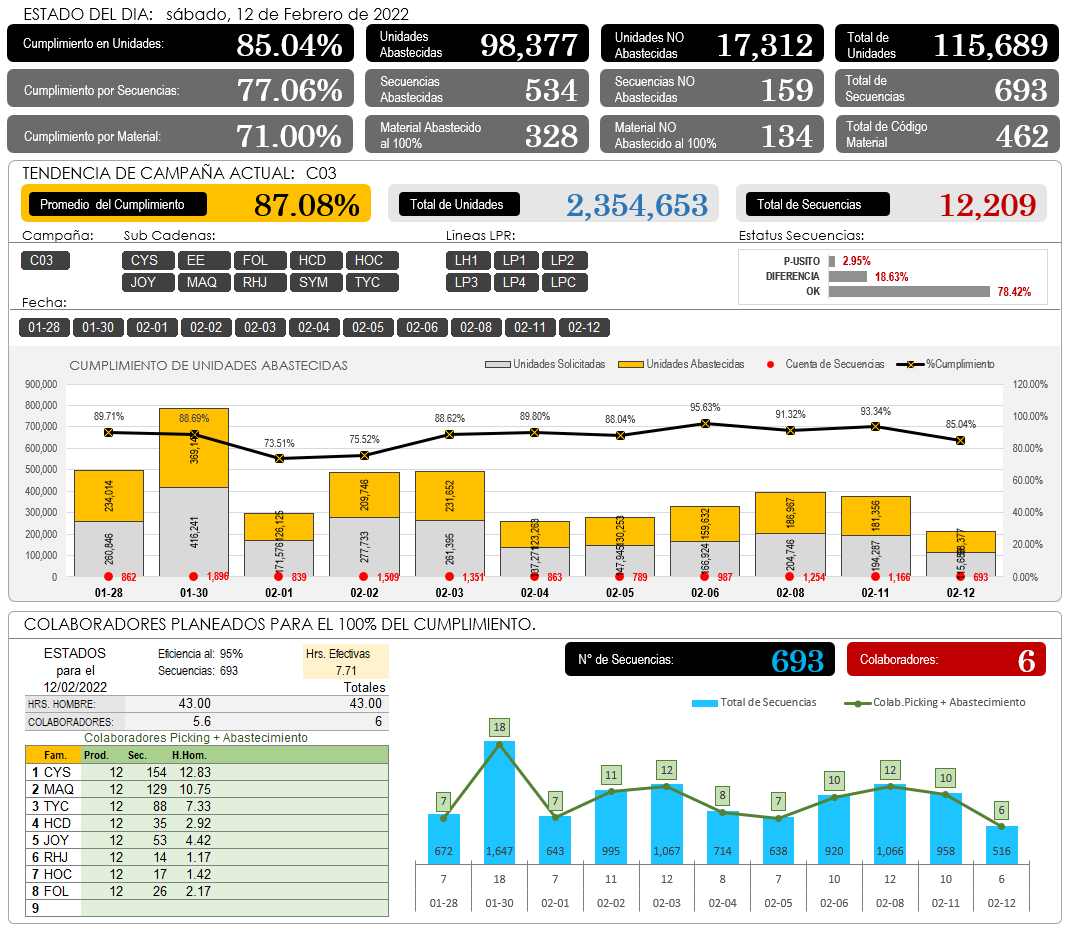 ESTADO DEL DIA: sábado, 12 de Febrero de 2022
Cumplimiento en Unidades: 85.04% Unidades Abastecidas 98,377 Unidades NO Abastecidas 17,312 Total de Unidades 115,689
Cumplimiento por Secuencias: 77.06% Secuencias Abastecidas 534 Secuencias NO Abastecidas 159 Total de Secuencias 693
Cumplimiento por Material: 71.00% Material Abastecido al 100% 328 Material NO Abastecido al 100% 134 Total de Código Material 462
TENDENCIA DE CAMPAÑA ACTUAL: C03
Promedio del Cumplimiento 87.08% Total de Unidades 2,354,653 Total de Secuencias 12,209
Campaña: Sub Cadenas: Lineas LPR: Estatus Secuencias:
C03 CYS EE FOL HCD HOC LH1 LP1 LP2
JOY MAQ RHJ SYM TYC LP3 LP4 LPC
P-USITO 2.95%
DIFERENCIA 18.63%
OK 78.42%
Fecha:
01-28 01-30 02-01 02-02 02-03 02-04 02-05 02-06 02-08 02-11 02-12
CUMPLIMIENTO DE UNIDADES ABASTECIDAS
Unidades Solicitadas Unidades Abastecidas Cuenta de Secuencias %Cumplimiento
900,000
800,000
700,000
600,000
500,000
400,000
300,000
200,000
100,000
0
120.00%
100.00%
80.00%
60.00%
40.00%
20.00%
0.00%
89.71% 88.69% 73.51% 75.52% 88.62% 89.80% 88.04% 95.63% 91.32% 93.34% 85.04%
234,014 126,125 209,746 231,652 123,263 130,253 159,632 186,967 181,356 98,377
260,846 416,241 171,576 277,733 261,395 137,271 147,945 166,924 204,746 194,287 115,689
862 1,896 839 1,509 1,351 863 789 987 1,254 1,166 693
01-28 01-30 02-01 02-02 02-03 02-04 02-05 02-06 02-08 02-11 02-12
COLABORADORES PLANEADOS PARA EL 100% DEL CUMPLIMIENTO.
ESTADOS
para el
12/02/2022
Eficiencia al: 95%
Secuencias: 693
Hrs. Efectivas
7.71
Totales
HRS. HOMBRE: 43.00 43.00
COLABORADORES: 5.6 6
Colaboradores Picking + Abastecimiento
Fam. Prod. Sec. H.Hom.
1 CYS 12 154 12.83
2 MAQ 12 129 10.75
3 TYC 12 88 7.33
4 HCD 12 35 2.92
5 JOY 12 53 4.42
6 RHJ 12 14 1.17
7 HOC 12 17 1.42
8 FOL 12 26 2.17
9
N° de Secuencias: 693 Colaboradores: 6
Total de Secuencias Colab.Picking + Abastecimiento
7 18 7 11 12 8 7 10 12 10 6
672 1,647 643 995 1,067 714 638 920 1,066 958 516
7 18 7 11 12 8 7 10 12 10 6
01-28 01-30 02-01 02-02 02-03 02-04 02-05 02-06 02-08 02-11 02-12